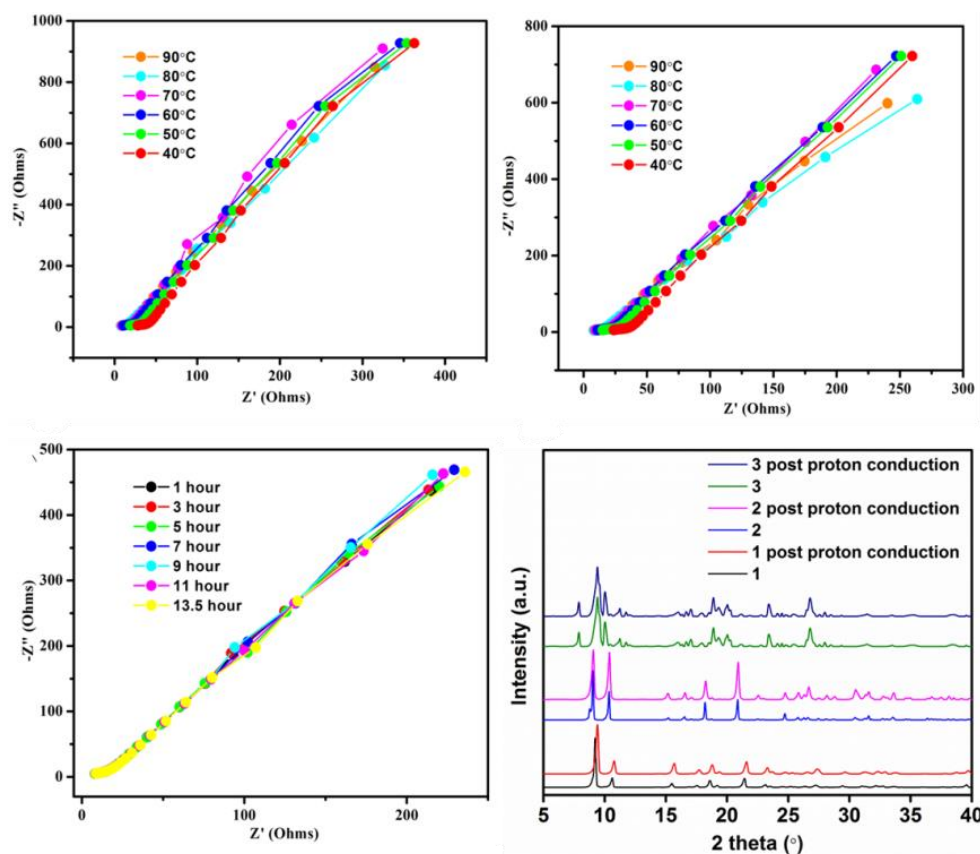 1000
800
600
400
200
0
-Z" (Ohms)
90°C
80°C
70°C
60°C
50°C
40°C
0 100 200 300 400
Z' (Ohms)
800
600
400
200
0
-Z" (Ohms)
90°C
80°C
70°C
60°C
50°C
40°C
0 50 100 150 200 250 300
Z' (Ohms)
500
400
300
200
100
0
-Z" (Ohms)
1 hour
3 hour
5 hour
7 hour
9 hour
11 hour
13.5 hour
0 100 200
Z' (Ohms)
Intensity (a.u.)
3 post proton conduction
3
2 post proton conduction
2
1 post proton conduction
1
5 10 15 20 25 30 35 40
2 theta (°)